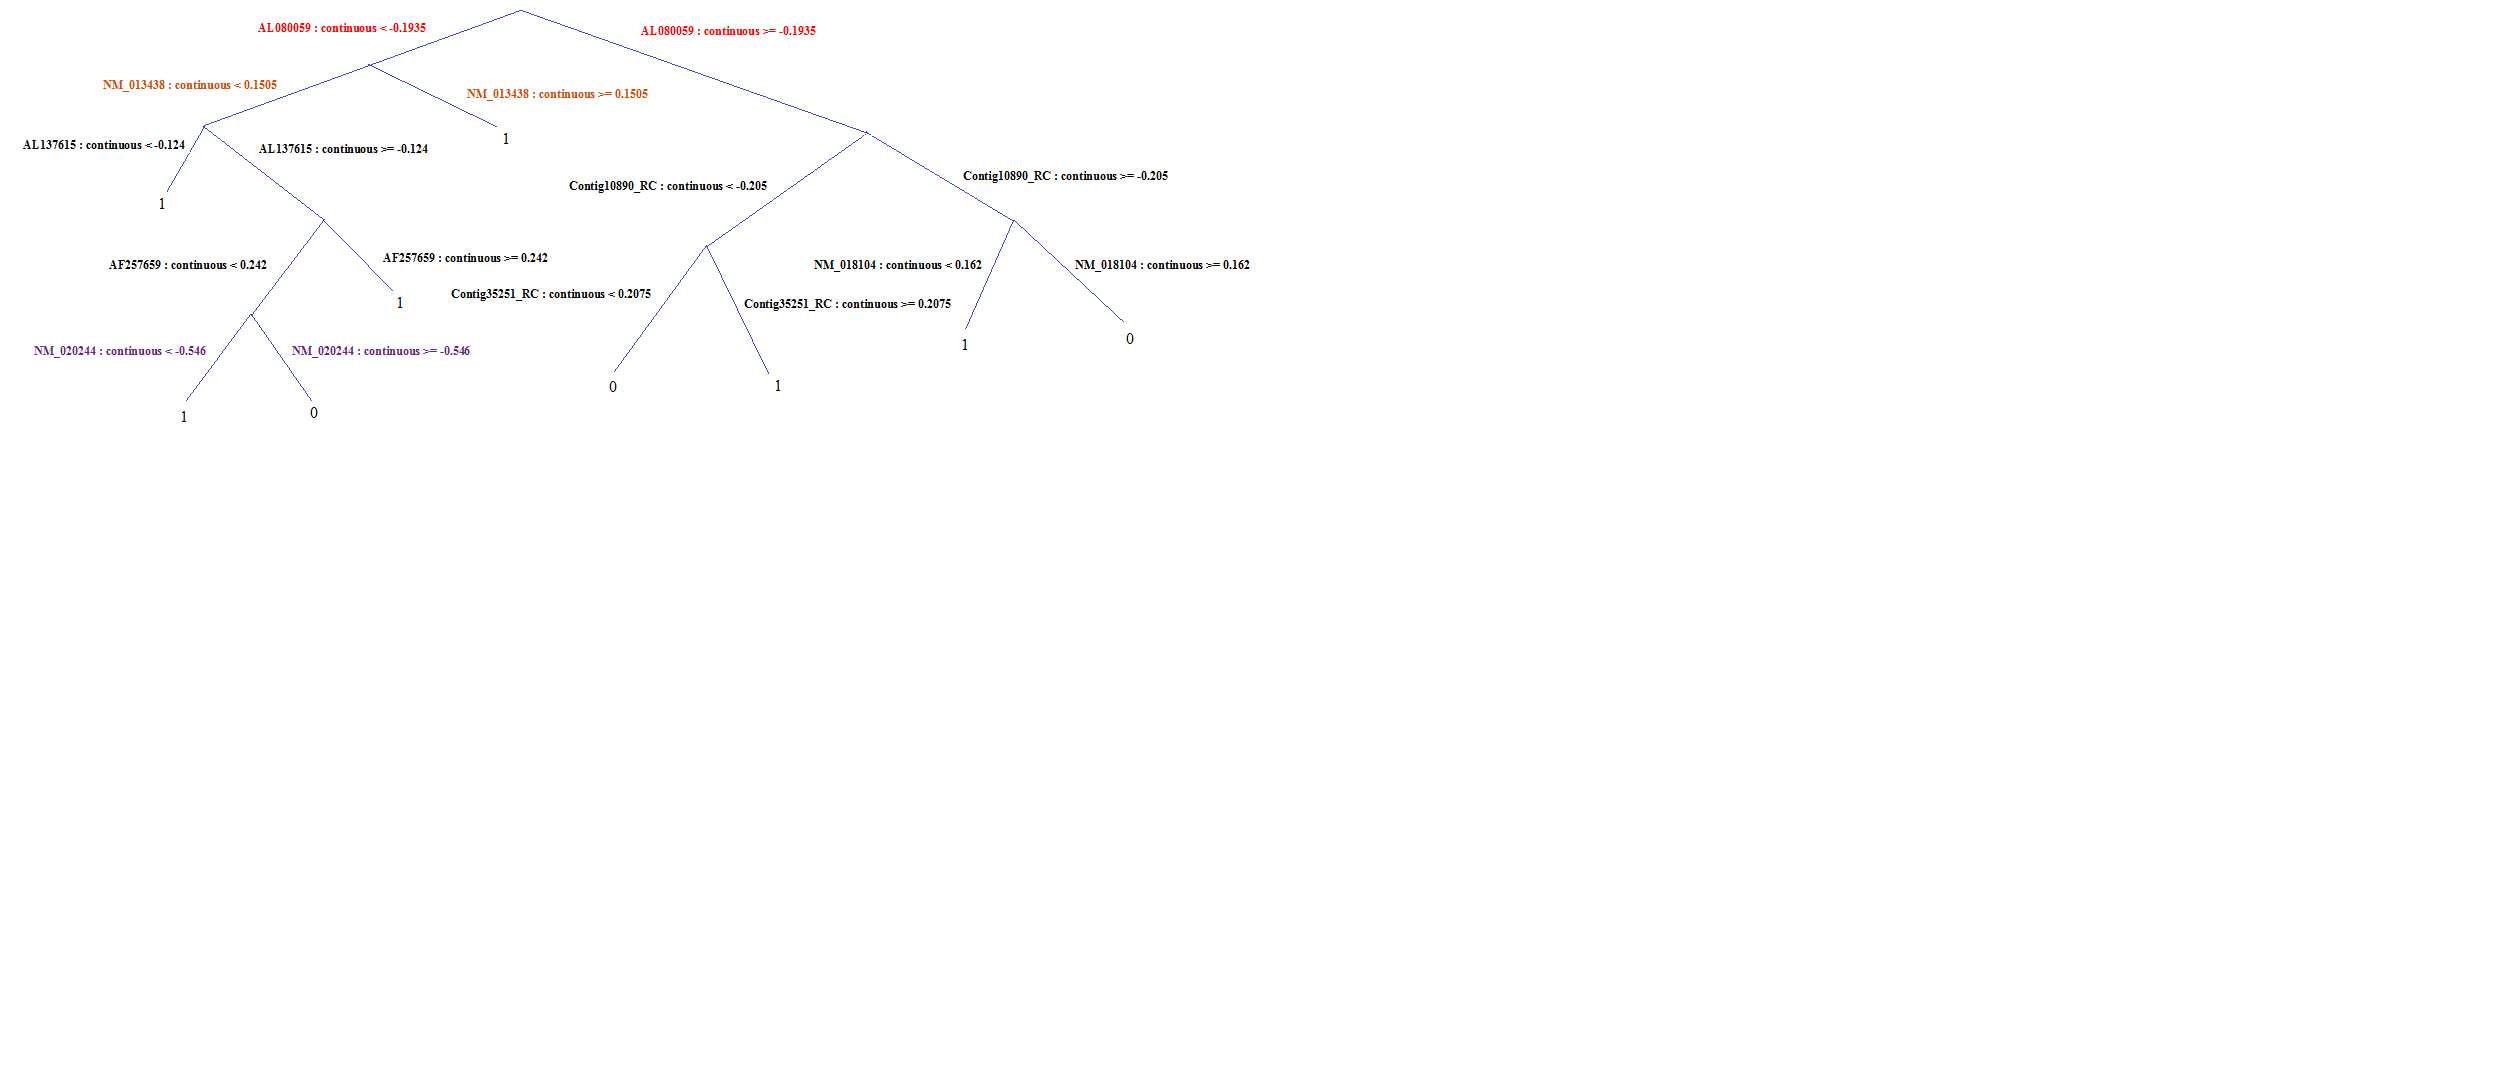 AL080059 : continuous < -0.1935
AL080059 : continuous >= -0.1935
NM_013438 : continuous < 0.1505
NM_013438 : continuous >= 0.1505
1
AL137615 : continuous < -0.124
AL137615 : continuous >= -0.124
1
Contig10890_RC : continuous < -0.205
Contig10890_RC : continuous >= -0.205
AF257659 : continuous < 0.242
AF257659 : continuous >= 0.242
1
NM_018104 : continuous < 0.162
NM_018104 : continuous >= 0.162
Contig35251_RC : continuous < 0.2075
Contig35251_RC : continuous >= 0.2075
1
0
NM_020244 : continuous < -0.546
NM_020244 : continuous >= -0.546
0
1
1
0